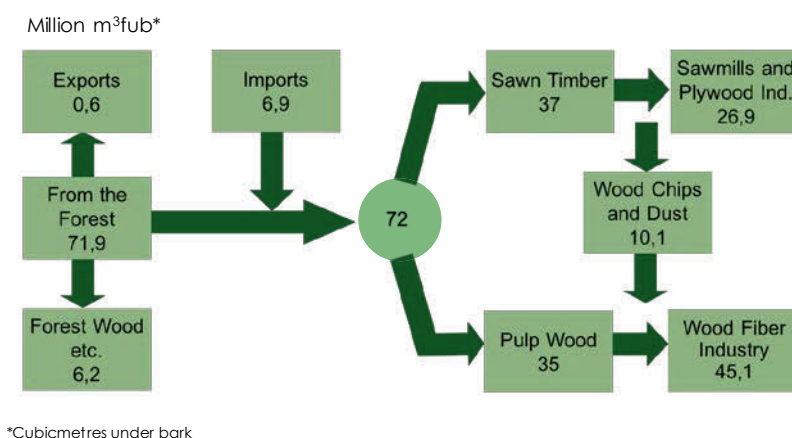 Million m³fub*
Exports
0,6
Imports
6,9
Sawn Timber
37
Sawmills and
Plywood Ind.
26,9
From the
Forest
71,9
72
Wood Chips
and Dust
10,1
Forest Wood
etc.
6,2
Pulp Wood
35
Wood Fiber
Industry
45,1
*Cubicmetres under bark